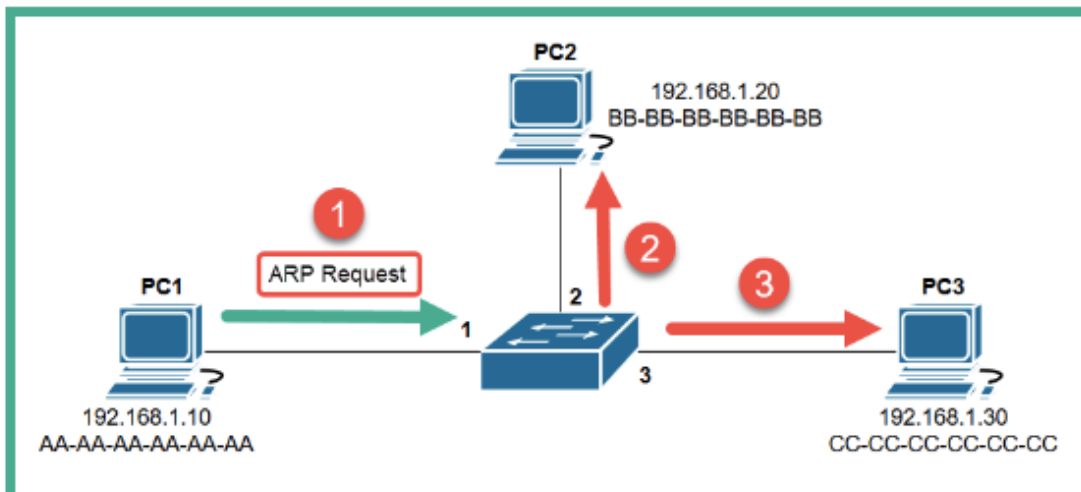 PC2
192.168.1.20
BB-BB-BB-BB-BB-BB
1
ARP Request
2
3
PC1
PC3
2
1
3
192.168.1.10
AA-AA-AA-AA-AA-AA
192.168.1.30
CC-CC-CC-CC-CC-CC